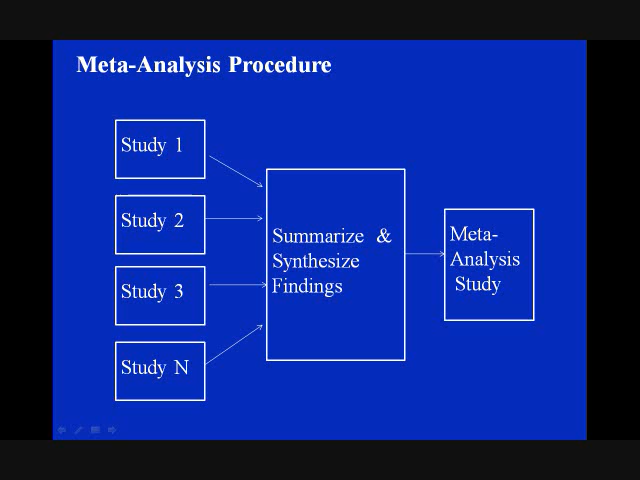 Meta-Analysis Procedure
Study 1
Study 2
Study 3
Study N
Summarize &
Synthesize
Findings
Meta-
Analysis
Study